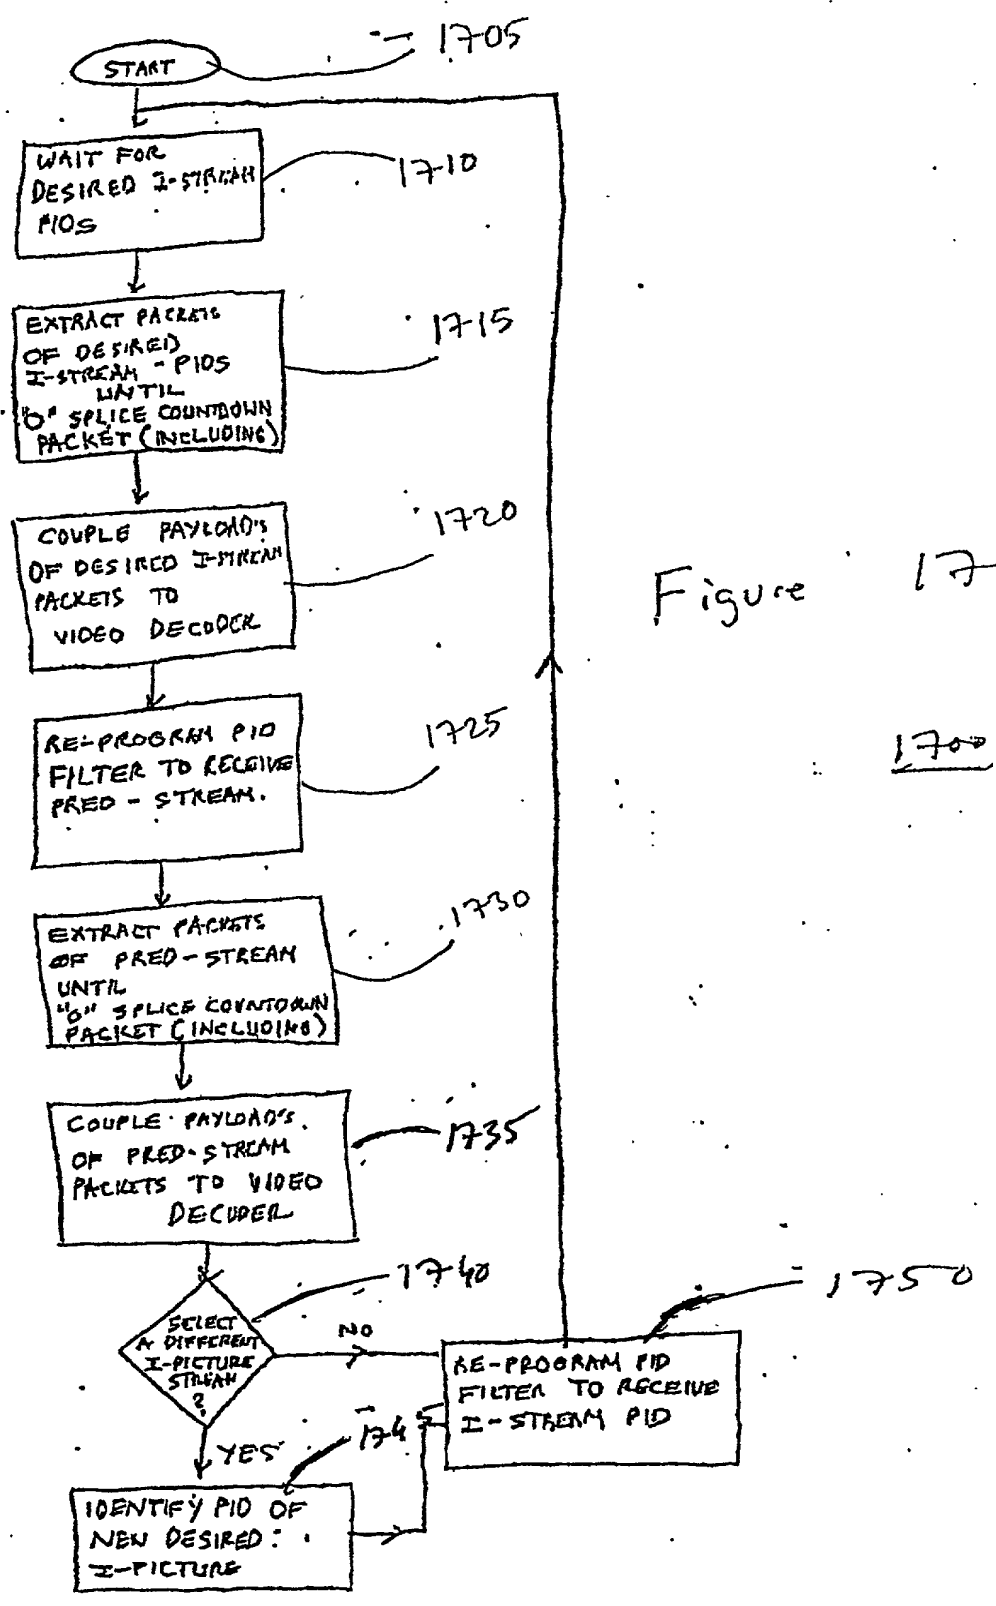 1705
START
WAIT FOR
DESIRED I-STREAM
PIDS
1710
EXTRACT PACKETS
OF DESIRED
I-STREAM - PIDS
UNTIL
"0" SPLICE COUNTDOWN
PACKET (INCLUDING)
1715
COUPLE PAYLOAD'S
OF DESIRED I-STREAM
PACKETS TO
VIDEO DECODER
1720
Figure 17
1700
RE-PROGRAM PID
FILTER TO RECEIVE
PRED - STREAM.
1725
EXTRACT PACKETS
OF PRED-STREAM
UNTIL
"0" SPLICE COUNTDOWN
PACKET (INCLUDING)
1730
COUPLE PAYLOAD'S.
OF PRED-STREAM
PACKETS TO VIDEO
DECODER
1735
1740
SELECT
A DIFFERENT
I-PICTURE
STREAM
?
NO
YES
1750
RE-PROGRAM PID
FILTER TO RECEIVE
I-STREAM PID
1745
IDENTIFY PID OF
NEW DESIRED
I-PICTURE